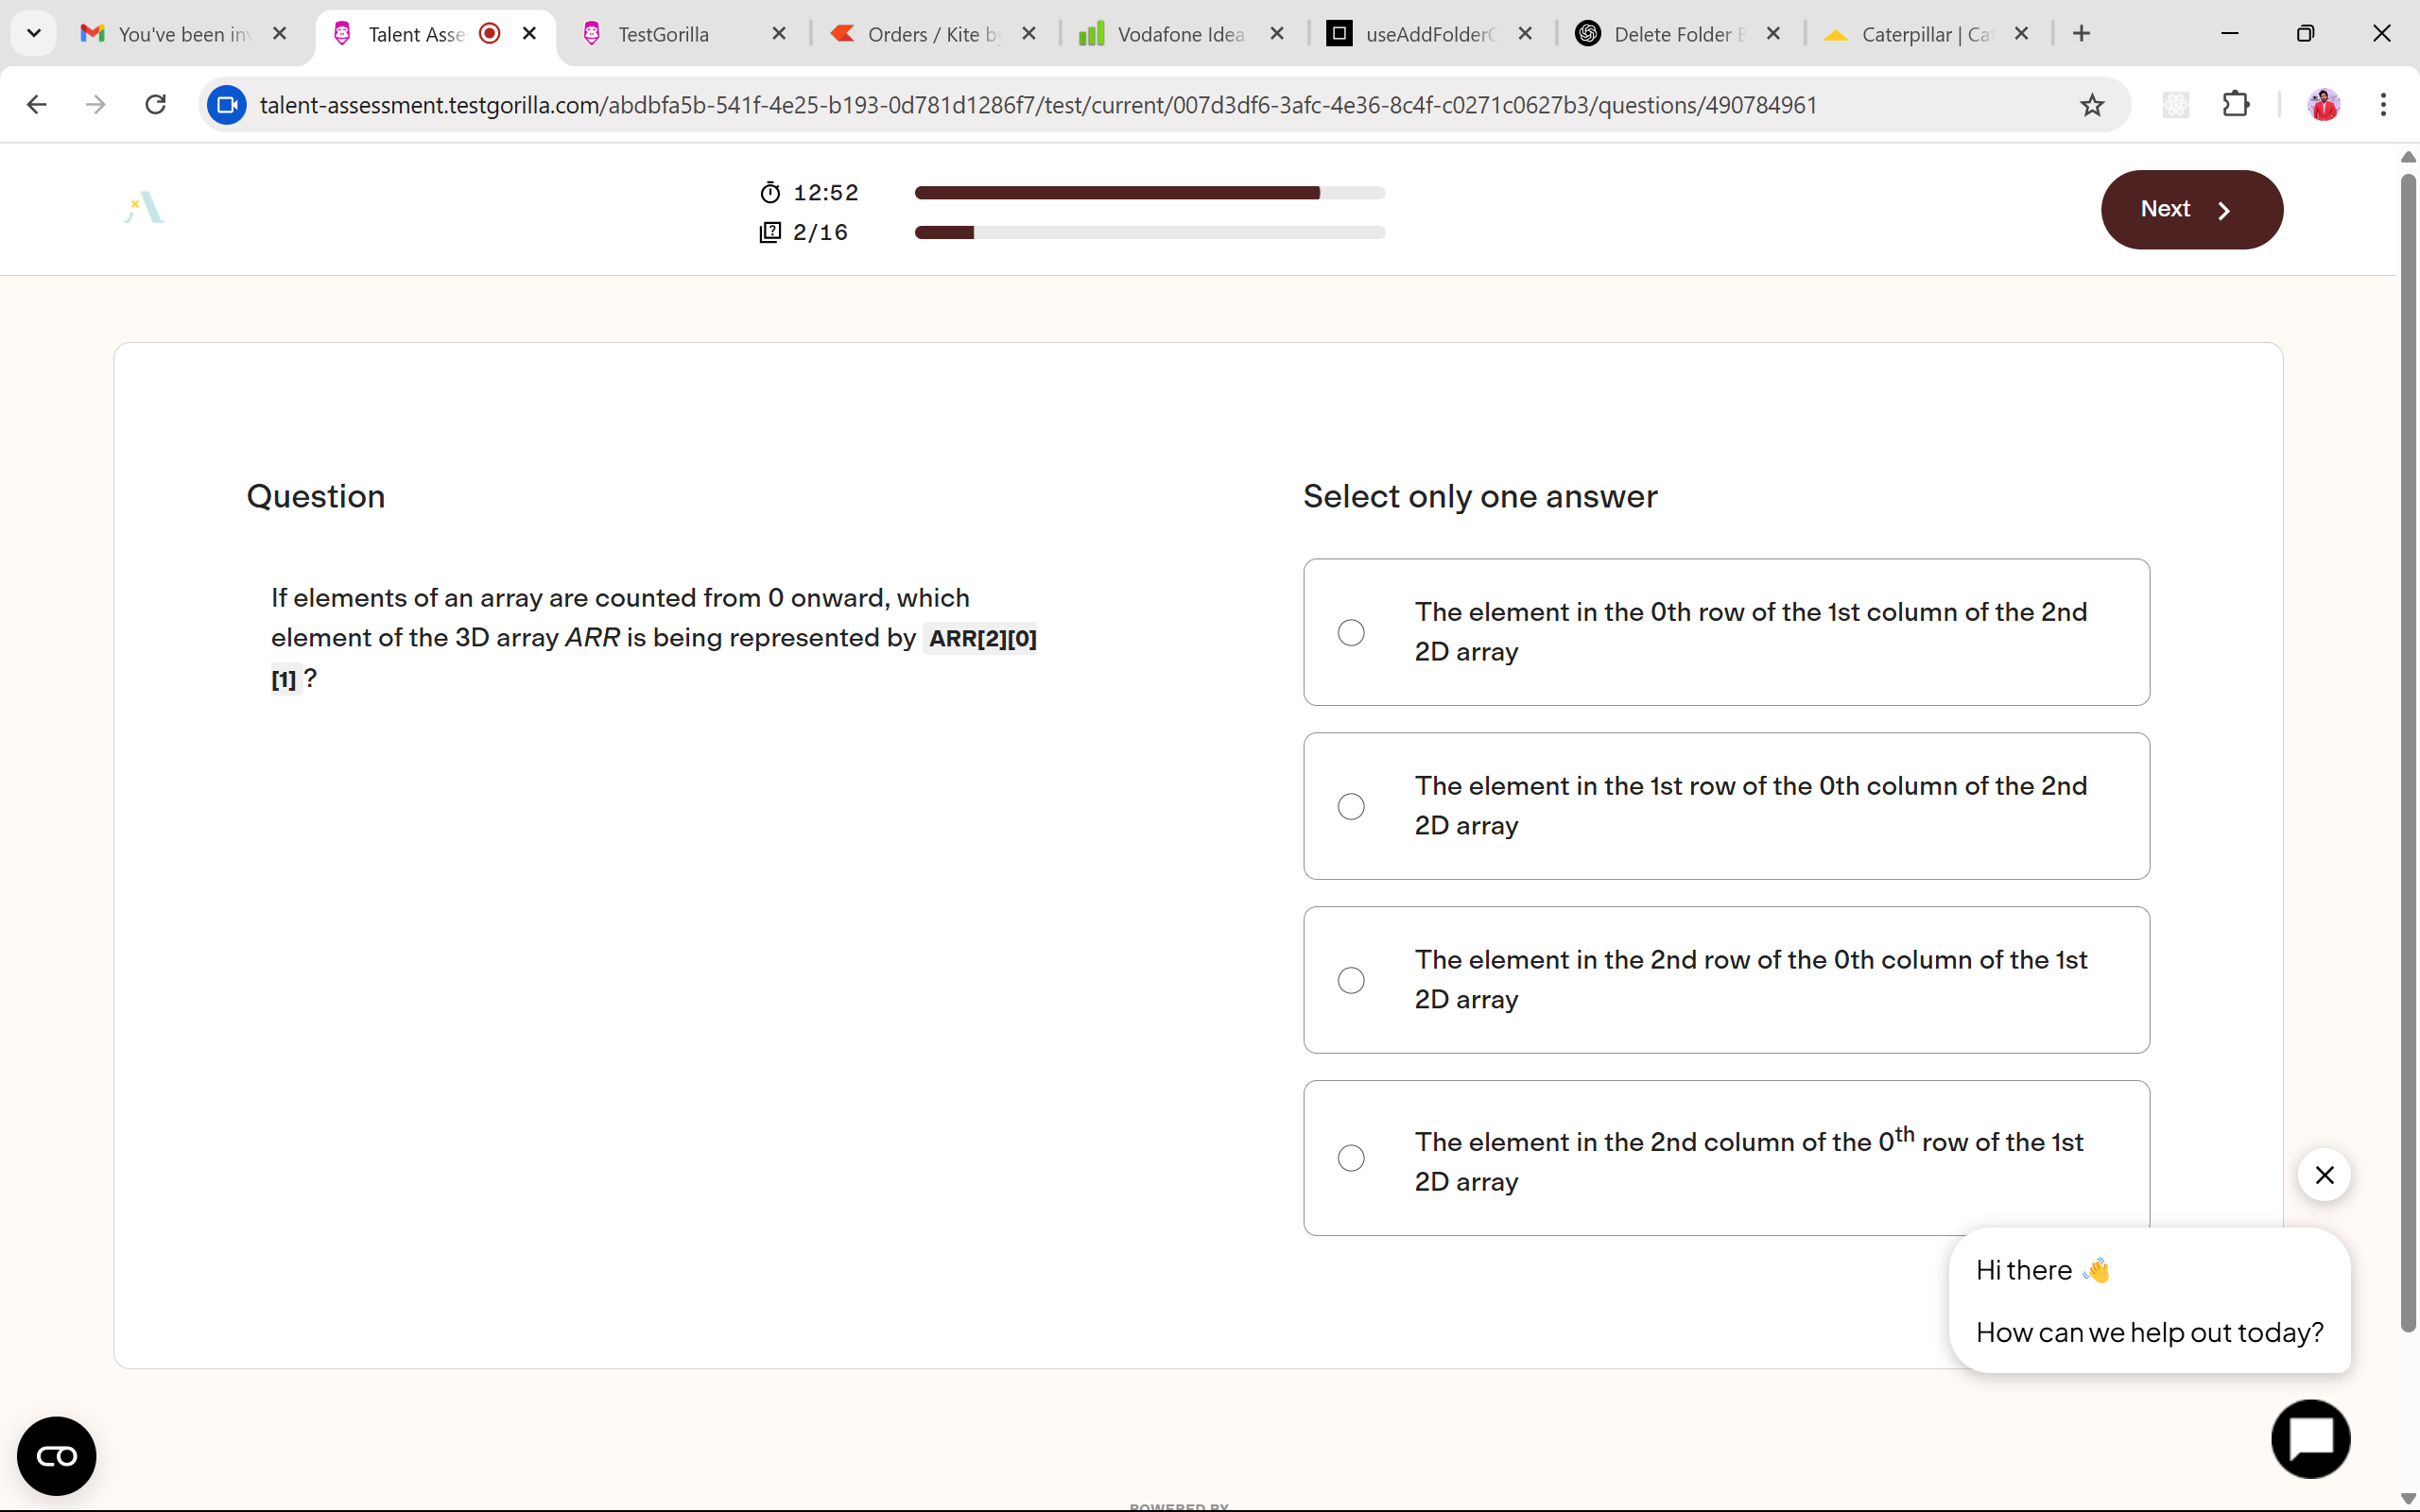 You've been in
Talent Asse
TestGorilla
Orders / Kite b
Vodafone Idea
useAddFolder
Delete Folder
Caterpillar | Ca
talent-assessment.testgorilla.com/abdbfa5b-541f-4e25-b193-0d781d1286f7/test/current/007d3df6-3afc-4e36-8c4f-c0271c0627b3/questions/490784961
12:52
2/16
Next
Question
If elements of an array are counted from 0 onward, which
element of the 3D array ARR is being represented by ARR[2][0]
[1] ?
Select only one answer
The element in the 0th row of the 1st column of the 2nd
2D array
The element in the 1st row of the 0th column of the 2nd
2D array
The element in the 2nd row of the 0th column of the 1st
2D array
The element in the 2nd column of the 0th row of the 1st
2D array
Hi there 👋
How can we help out today?
POWERED BY